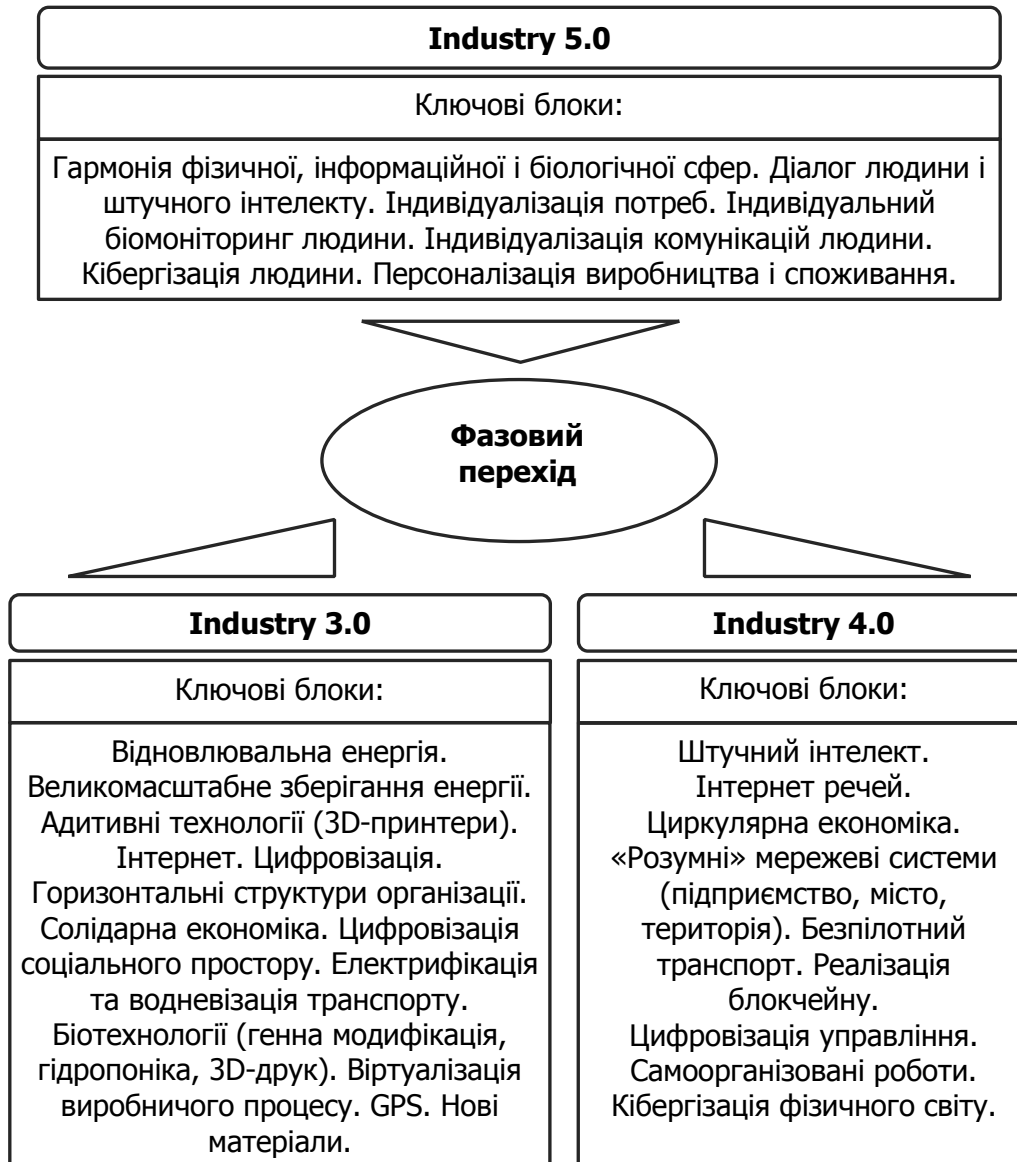 Industry 5.0
Ключові блоки:
Гармонія фізичної, інформаційної і біологічної сфер. Діалог людини і
штучного інтелекту. Індивідуалізація потреб. Індивідуальний
біомоніторинг людини. Індивідуалізація комунікацій людини.
Кібергізація людини. Персоналізація виробництва і споживання.
Фазовий
перехід
Industry 3.0
Ключові блоки:
Відновлювальна енергія.
Великомасштабне зберігання енергії.
Адитивні технології (3D-принтери).
Інтернет. Цифровізація.
Горизонтальні структури організації.
Солідарна економіка. Цифровізація
соціального простору. Електрифікація
та водневізація транспорту.
Біотехнології (генна модифікація,
гідропоніка, 3D-друк). Віртуалізація
виробничого процесу. GPS. Нові
матеріали.
Industry 4.0
Ключові блоки:
Штучний інтелект.
Інтернет речей.
Циркулярна економіка.
«Розумні» мережеві системи
(підприємство, місто,
територія). Безпілотний
транспорт. Реалізація
блокчейну.
Цифровізація управління.
Самоорганізовані роботи.
Кібергізація фізичного світу.